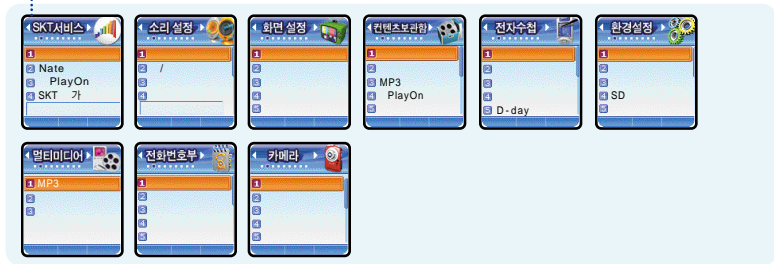 SKT서비스
1
2 Nate
3 PlayOn
4 SKT 가
소리 설정
1
2 /
3
4
화면 설정
1
2
3
4
5
컨텐츠보관함
1
2
3 MP3
4 PlayOn
5
전자수첩
1
2
3
4
5 D-day
환경설정
1
2
3
4 SD
5
멀티미디어
1 MP3
2
3
전화번호부
1
2
3
4
5
카메라
1
2
3
4
5